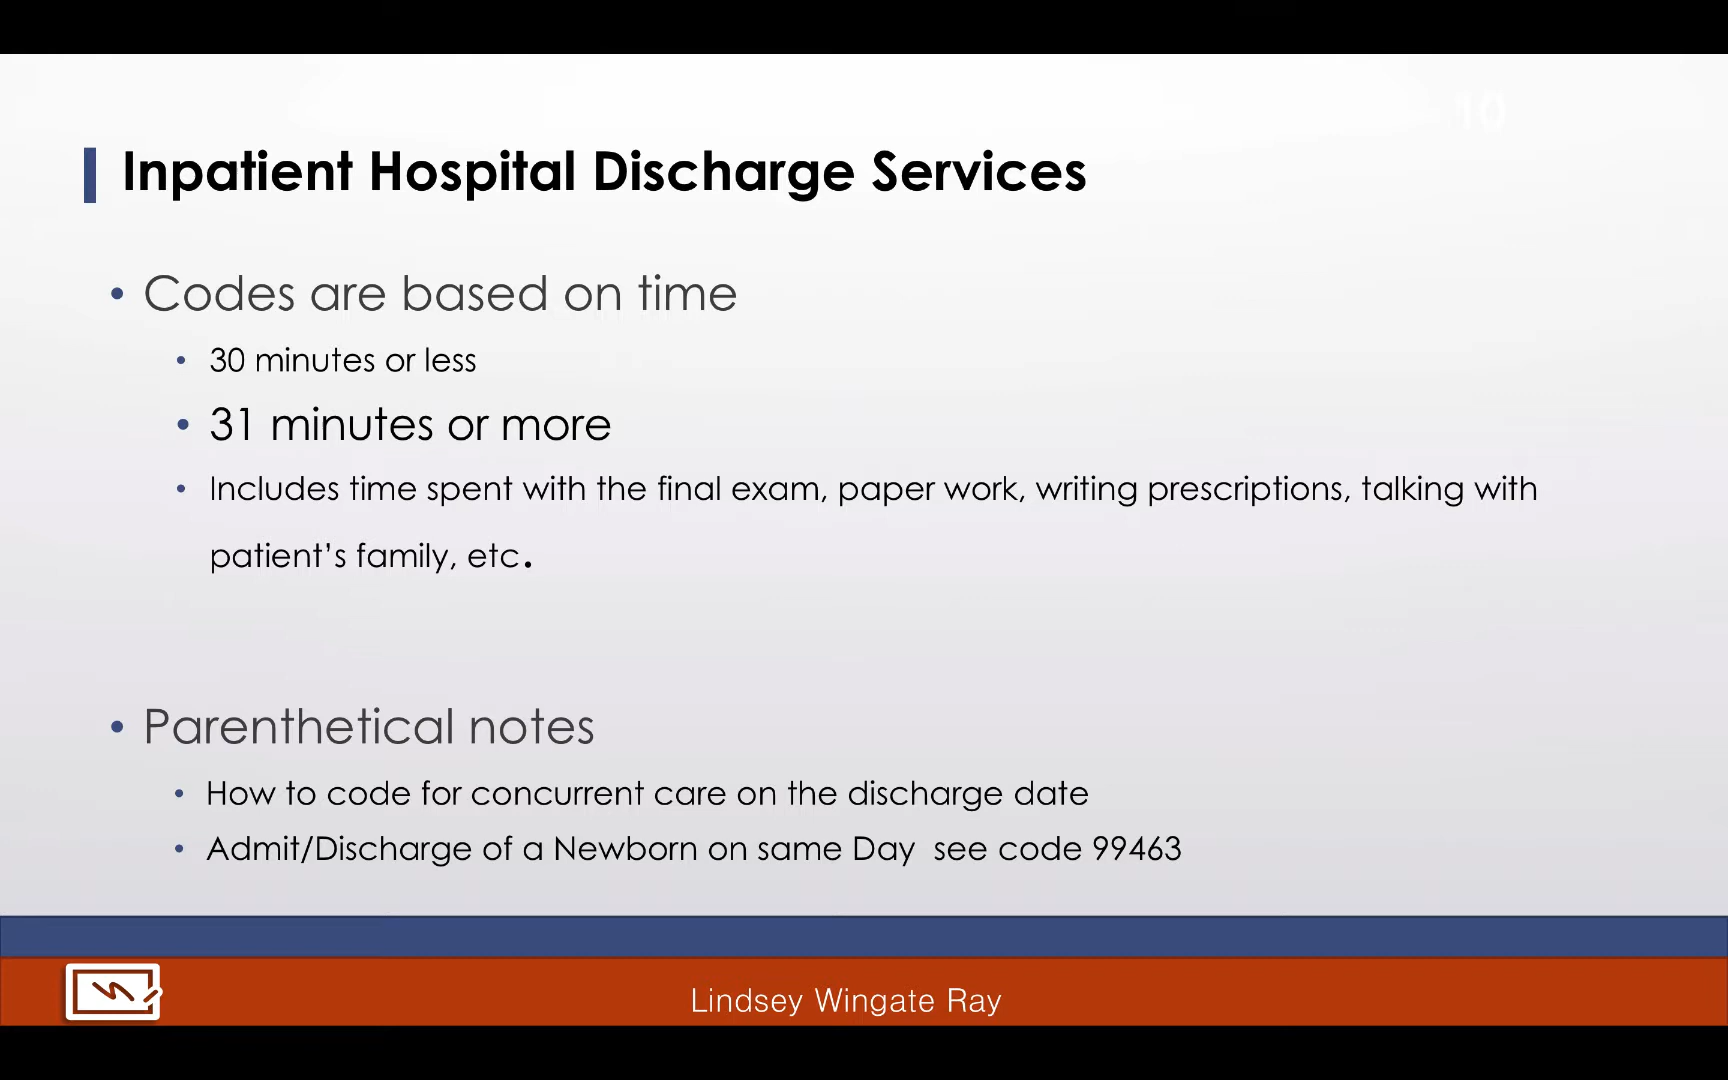 10
Inpatient Hospital Discharge Services
• Codes are based on time
• 30 minutes or less
• 31 minutes or more
• Includes time spent with the final exam, paper work, writing prescriptions, talking with
patient’s family, etc.
• Parenthetical notes
• How to code for concurrent care on the discharge date
• Admit/Discharge of a Newborn on same Day  see code 99463
Lindsey Wingate Ray